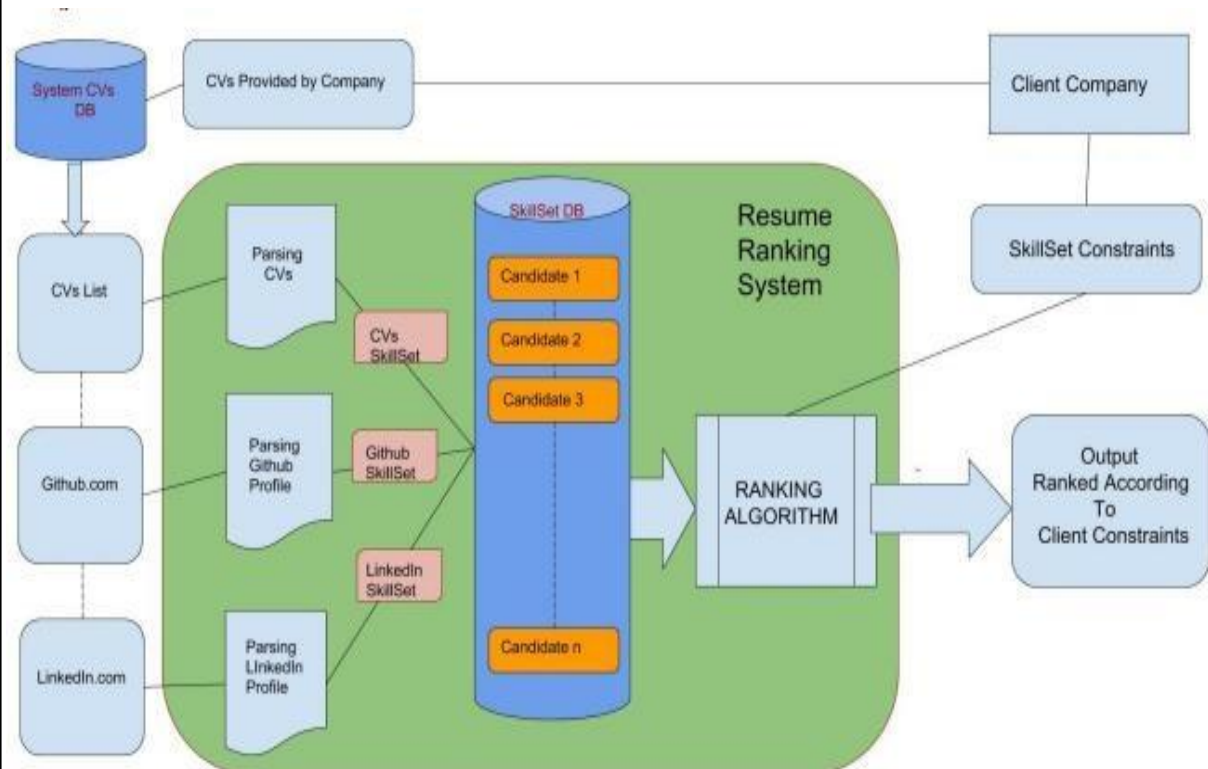 System CVs
DB
CVs Provided by Company
Client Company
SkillSet DB
Resume
Ranking
System
SkillSet Constraints
Parsing
CVs
CVs List
Candidate 1
CVs
SkillSet
Candidate 2
Candidate 3
Parsing
Github
Profile
Github
SkillSet
Github.com
RANKING
ALGORITHM
Output
Ranked According
To
Client Constraints
LinkedIn
SkillSet
Parsing
LInkedIn
Profile
Candidate n
LinkedIn.com